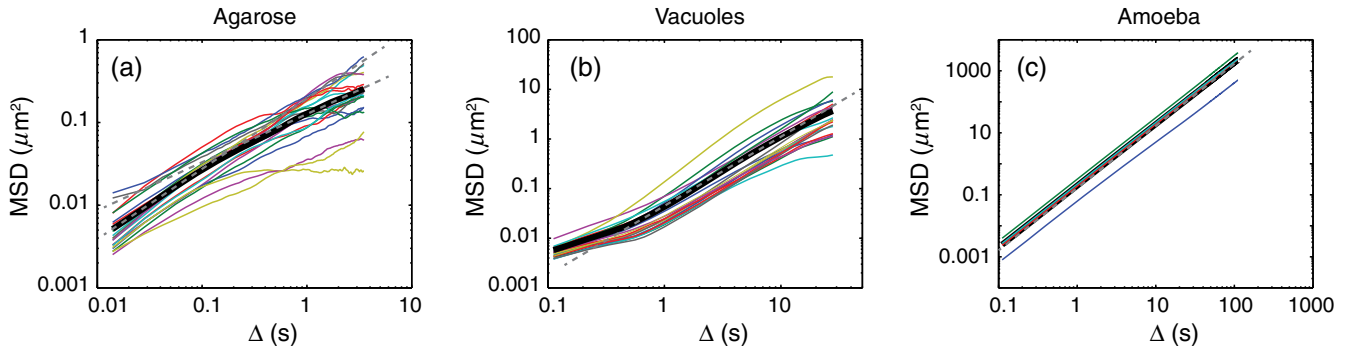 Agarose
(a)
MSD (μm²)
1
0.1
0.01
0.001
0.01 0.1 1 10
Δ (s)
Vacuoles
(b)
MSD (μm²)
100
10
1
0.1
0.01
0.001
0.1 1 10
Δ (s)
Amoeba
(c)
MSD (μm²)
1000
10
0.1
0.001
0.1 1 10 100 1000
Δ (s)